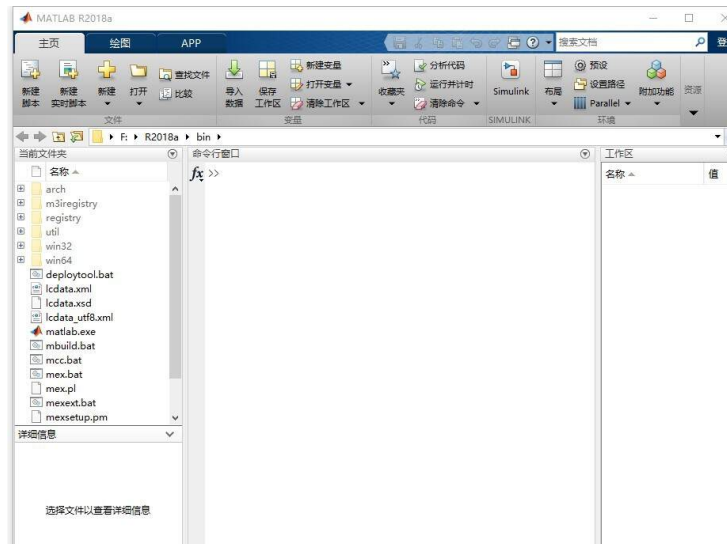 MATLAB R2018a
主页 绘图 APP 搜索文档 登
新建脚本 新建实时脚本 新建 打开 查找文件 比较 导入数据 保存工作区 新建变量 打开变量 清除工作区 收藏夹 分析代码 运行并计时 清除命令 Simulink 布局 预设 设置路径 Parallel 附加功能 资源
文件 变量 代码 SIMULINK 环境
F: R2018a bin
当前文件夹 命令行窗口 工作区
名称 fx >> 名称 值
arch
m3iregistry
registry
util
win32
win64
deploytool.bat
lcdata.xml
lcdata.xsd
lcdata_utf8.xml
matlab.exe
mbuild.bat
mcc.bat
mex.bat
mex.pl
mexext.bat
mexsetup.pm
详细信息
选择文件以查看详细信息